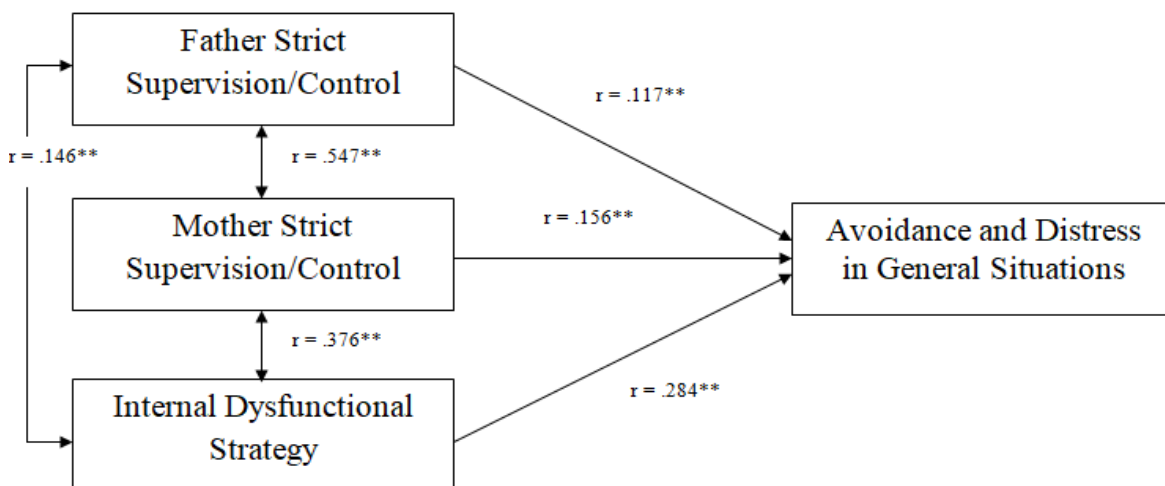 Father Strict
Supervision/Control
r = .117**
r = .146**
r = .547**
Mother Strict
Supervision/Control
r = .156**
Avoidance and Distress
in General Situations
r = .376**
Internal Dysfunctional
Strategy
r = .284**